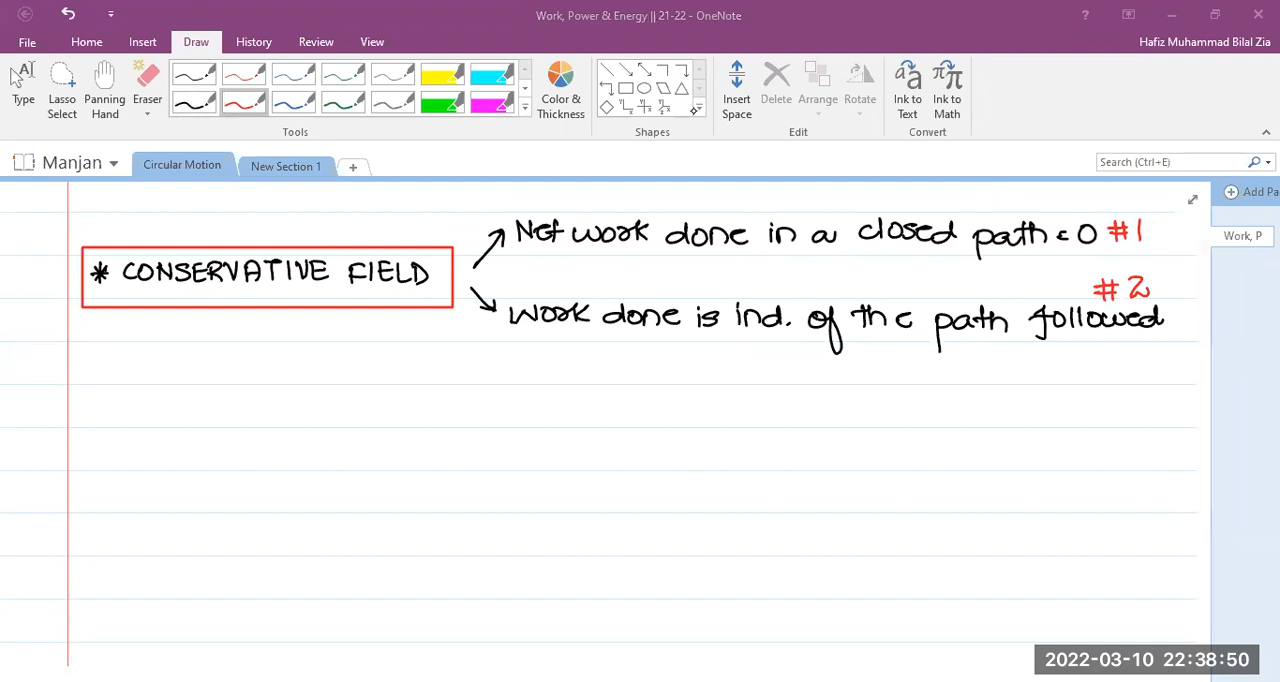 Work, Power & Energy || 21-22 - OneNote
File Home Insert Draw History Review View Hafiz Muhammad Bilal Zia
Type Lasso Select Panning Hand Eraser Color & Thickness Insert Space Delete Arrange Rotate Ink to Text Ink to Math
Tools Shapes Edit Convert
Manjan Circular Motion New Section 1 + Search (Ctrl+E)
Add Pa
Work, P
Net work done in a closed path = 0 #1
* CONSERVATIVE FIELD
#2
Work done is ind. of the path followed
2022-03-10 22:38:50